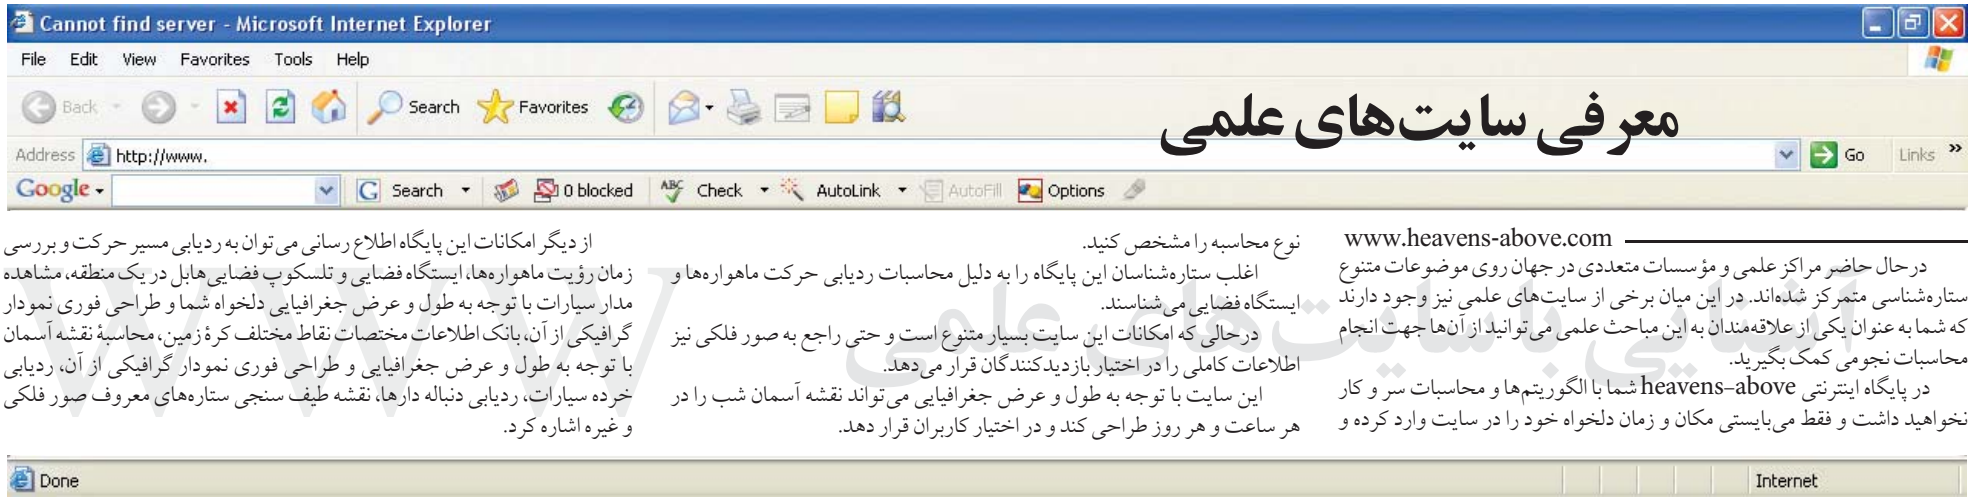 Cannot find server - Microsoft Internet Explorer
File Edit View Favorites Tools Help
Back Search Favorites
معرفی سایت‌های علمی
Address http://www. Go Links »
Google Search 0 blocked Check AutoLink AutoFill Options
www.heavens-above.com
درحال حاضر مراکز علمی و مؤسسات متعددی در جهان روی موضوعات متنوع
ستاره‌شناسی متمرکز شده‌اند. در این میان برخی از سایت‌های علمی نیز وجود دارند
که شما به عنوان یکی از علاقه‌مندان به این مباحث علمی می‌توانید از آن‌ها جهت انجام
محاسبات نجومی کمک بگیرید.
در پایگاه اینترنتی heavens–above شما با الگوریتم‌ها و محاسبات سر و کار
نخواهید داشت و فقط می‌بایستی مکان و زمان دلخواه خود را در سایت وارد کرده و
نوع محاسبه را مشخص کنید.
اغلب ستاره‌شناسان این پایگاه را به دلیل محاسبات ردیابی حرکت ماهواره‌ها و
ایستگاه فضایی می‌شناسند.
درحالی که امکانات این سایت بسیار متنوع است و حتی راجع به صور فلکی نیز
اطلاعات کاملی را در اختیار بازدیدکنندگان قرار می‌دهد.
این سایت با توجه به طول و عرض جغرافیایی می‌تواند نقشه آسمان شب را در
هر ساعت و هر روز طراحی کند و در اختیار کاربران قرار دهد.
از دیگر امکانات این پایگاه اطلاع رسانی می‌توان به ردیابی مسیر حرکت و بررسی
زمان رؤیت ماهواره‌ها، ایستگاه فضایی و تلسکوپ فضایی هابل در یک منطقه، مشاهده
مدار سیارات با توجه به طول و عرض جغرافیایی دلخواه شما و طراحی فوری نمودار
گرافیکی از آن، بانک اطلاعات مختصات نقاط مختلف کرهٔ زمین، محاسبهٔ نقشه آسمان
با توجه به طول و عرض جغرافیایی و طراحی فوری نمودار گرافیکی از آن، ردیابی
خرده سیارات، ردیابی دنباله دارها، نقشه طیف سنجی ستاره‌های معروف صور فلکی
و غیره اشاره کرد.
آشنایی با سایت‌های علمی WWW
Done Internet